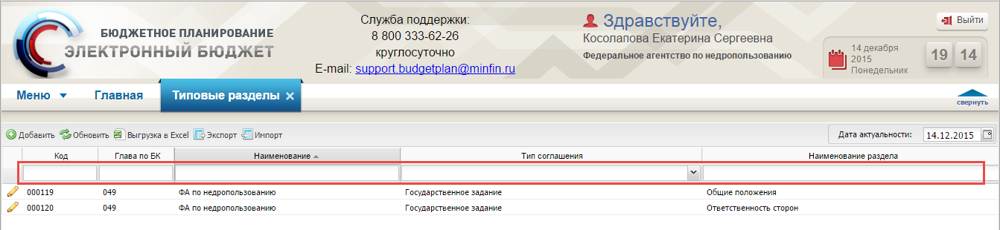 БЮДЖЕТНОЕ ПЛАНИРОВАНИЕ
ЭЛЕКТРОННЫЙ БЮДЖЕТ
Служба поддержки:
8 800 333-62-26
круглосуточно
E-mail: support.budgetplan@minfin.ru
Здравствуйте,
Косолапова Екатерина Сергеевна
Федеральное агентство по недропользованию
Выйти
14 декабря
2015
Понедельник
19 14
Меню Главная Типовые разделы
свернуть
Добавить Обновить Выгрузка в Excel Экспорт Импорт Дата актуальности: 14.12.2015
Код Глава по БК Наименование Тип соглашения Наименование раздела
000119 049 ФА по недропользованию Государственное задание Общие положения
000120 049 ФА по недропользованию Государственное задание Ответственность сторон